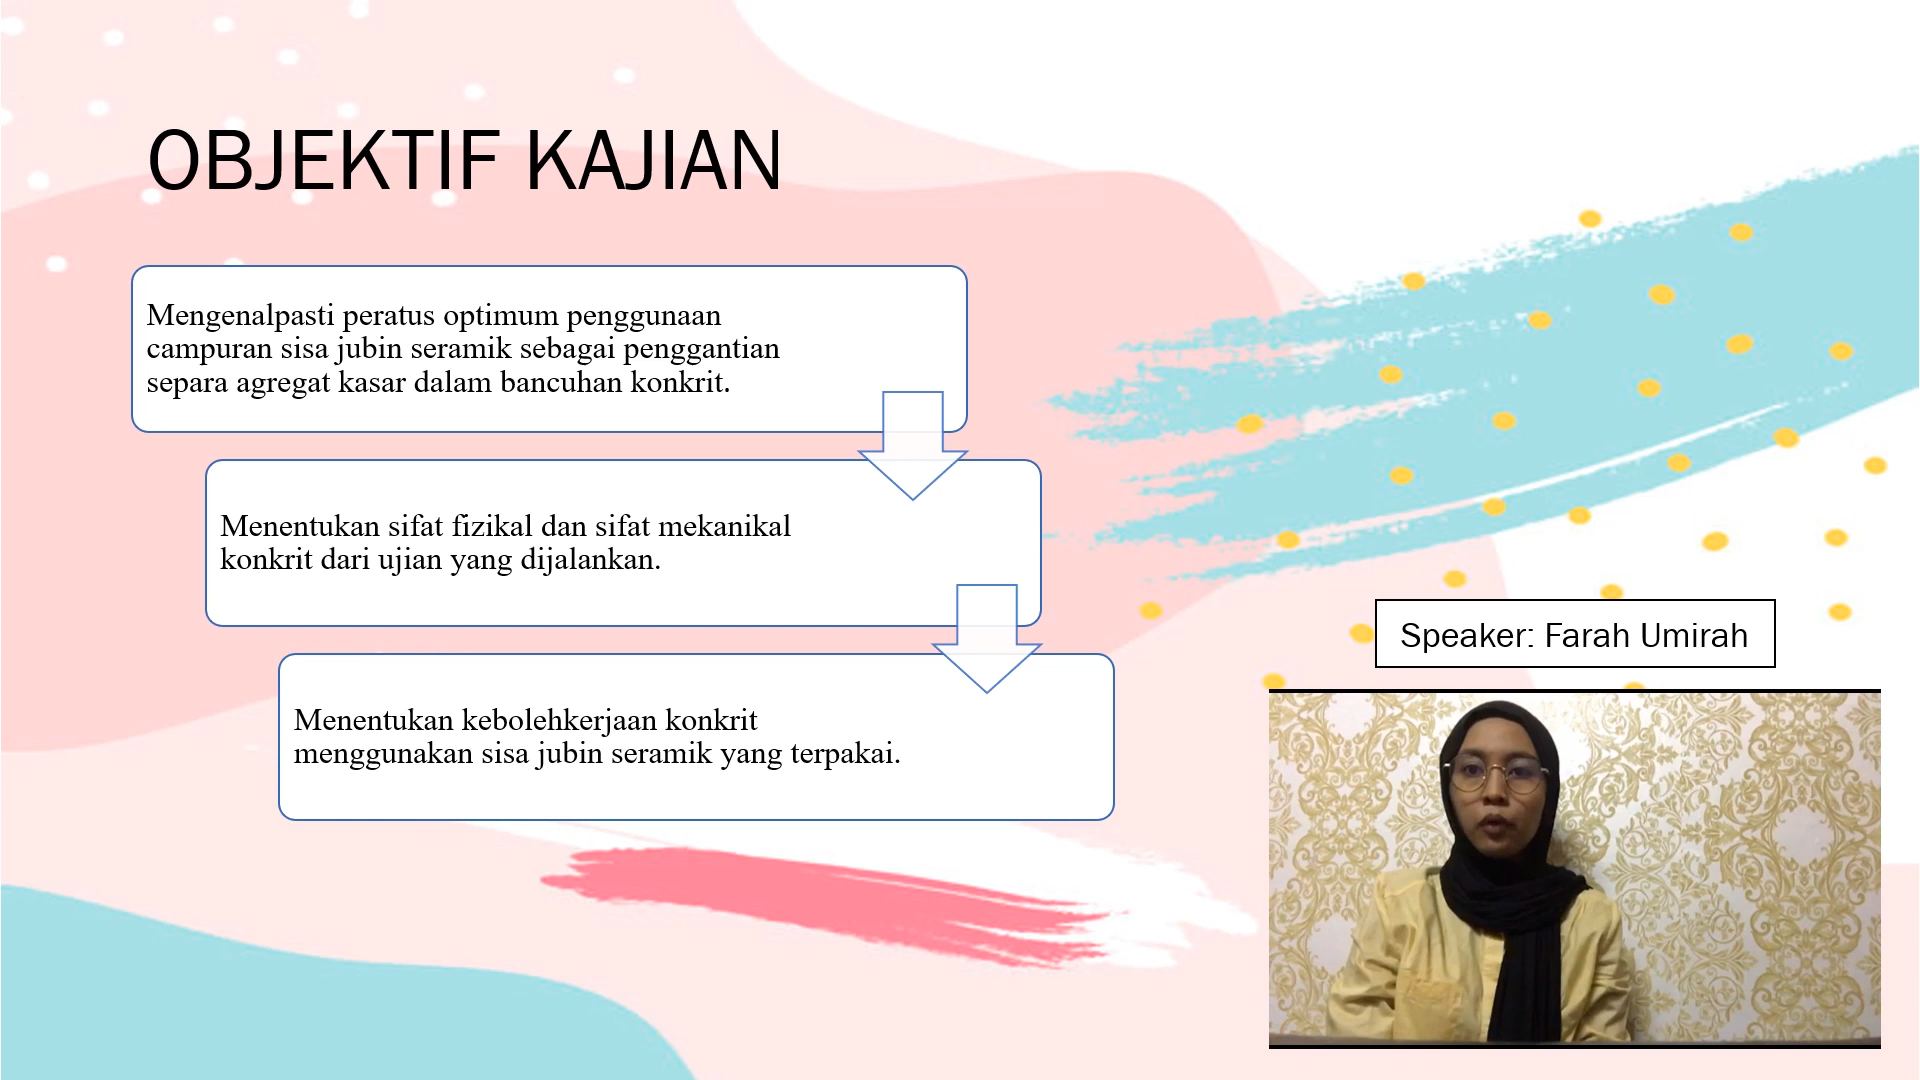 OBJEKTIF KAJIAN
Mengenalpasti peratus optimum penggunaan
campuran sisa jubin seramik sebagai penggantian
separa agregat kasar dalam bancuhan konkrit.
Menentukan sifat fizikal dan sifat mekanikal
konkrit dari ujian yang dijalankan.
Menentukan kebolehkerjaan konkrit
menggunakan sisa jubin seramik yang terpakai.
Speaker: Farah Umirah